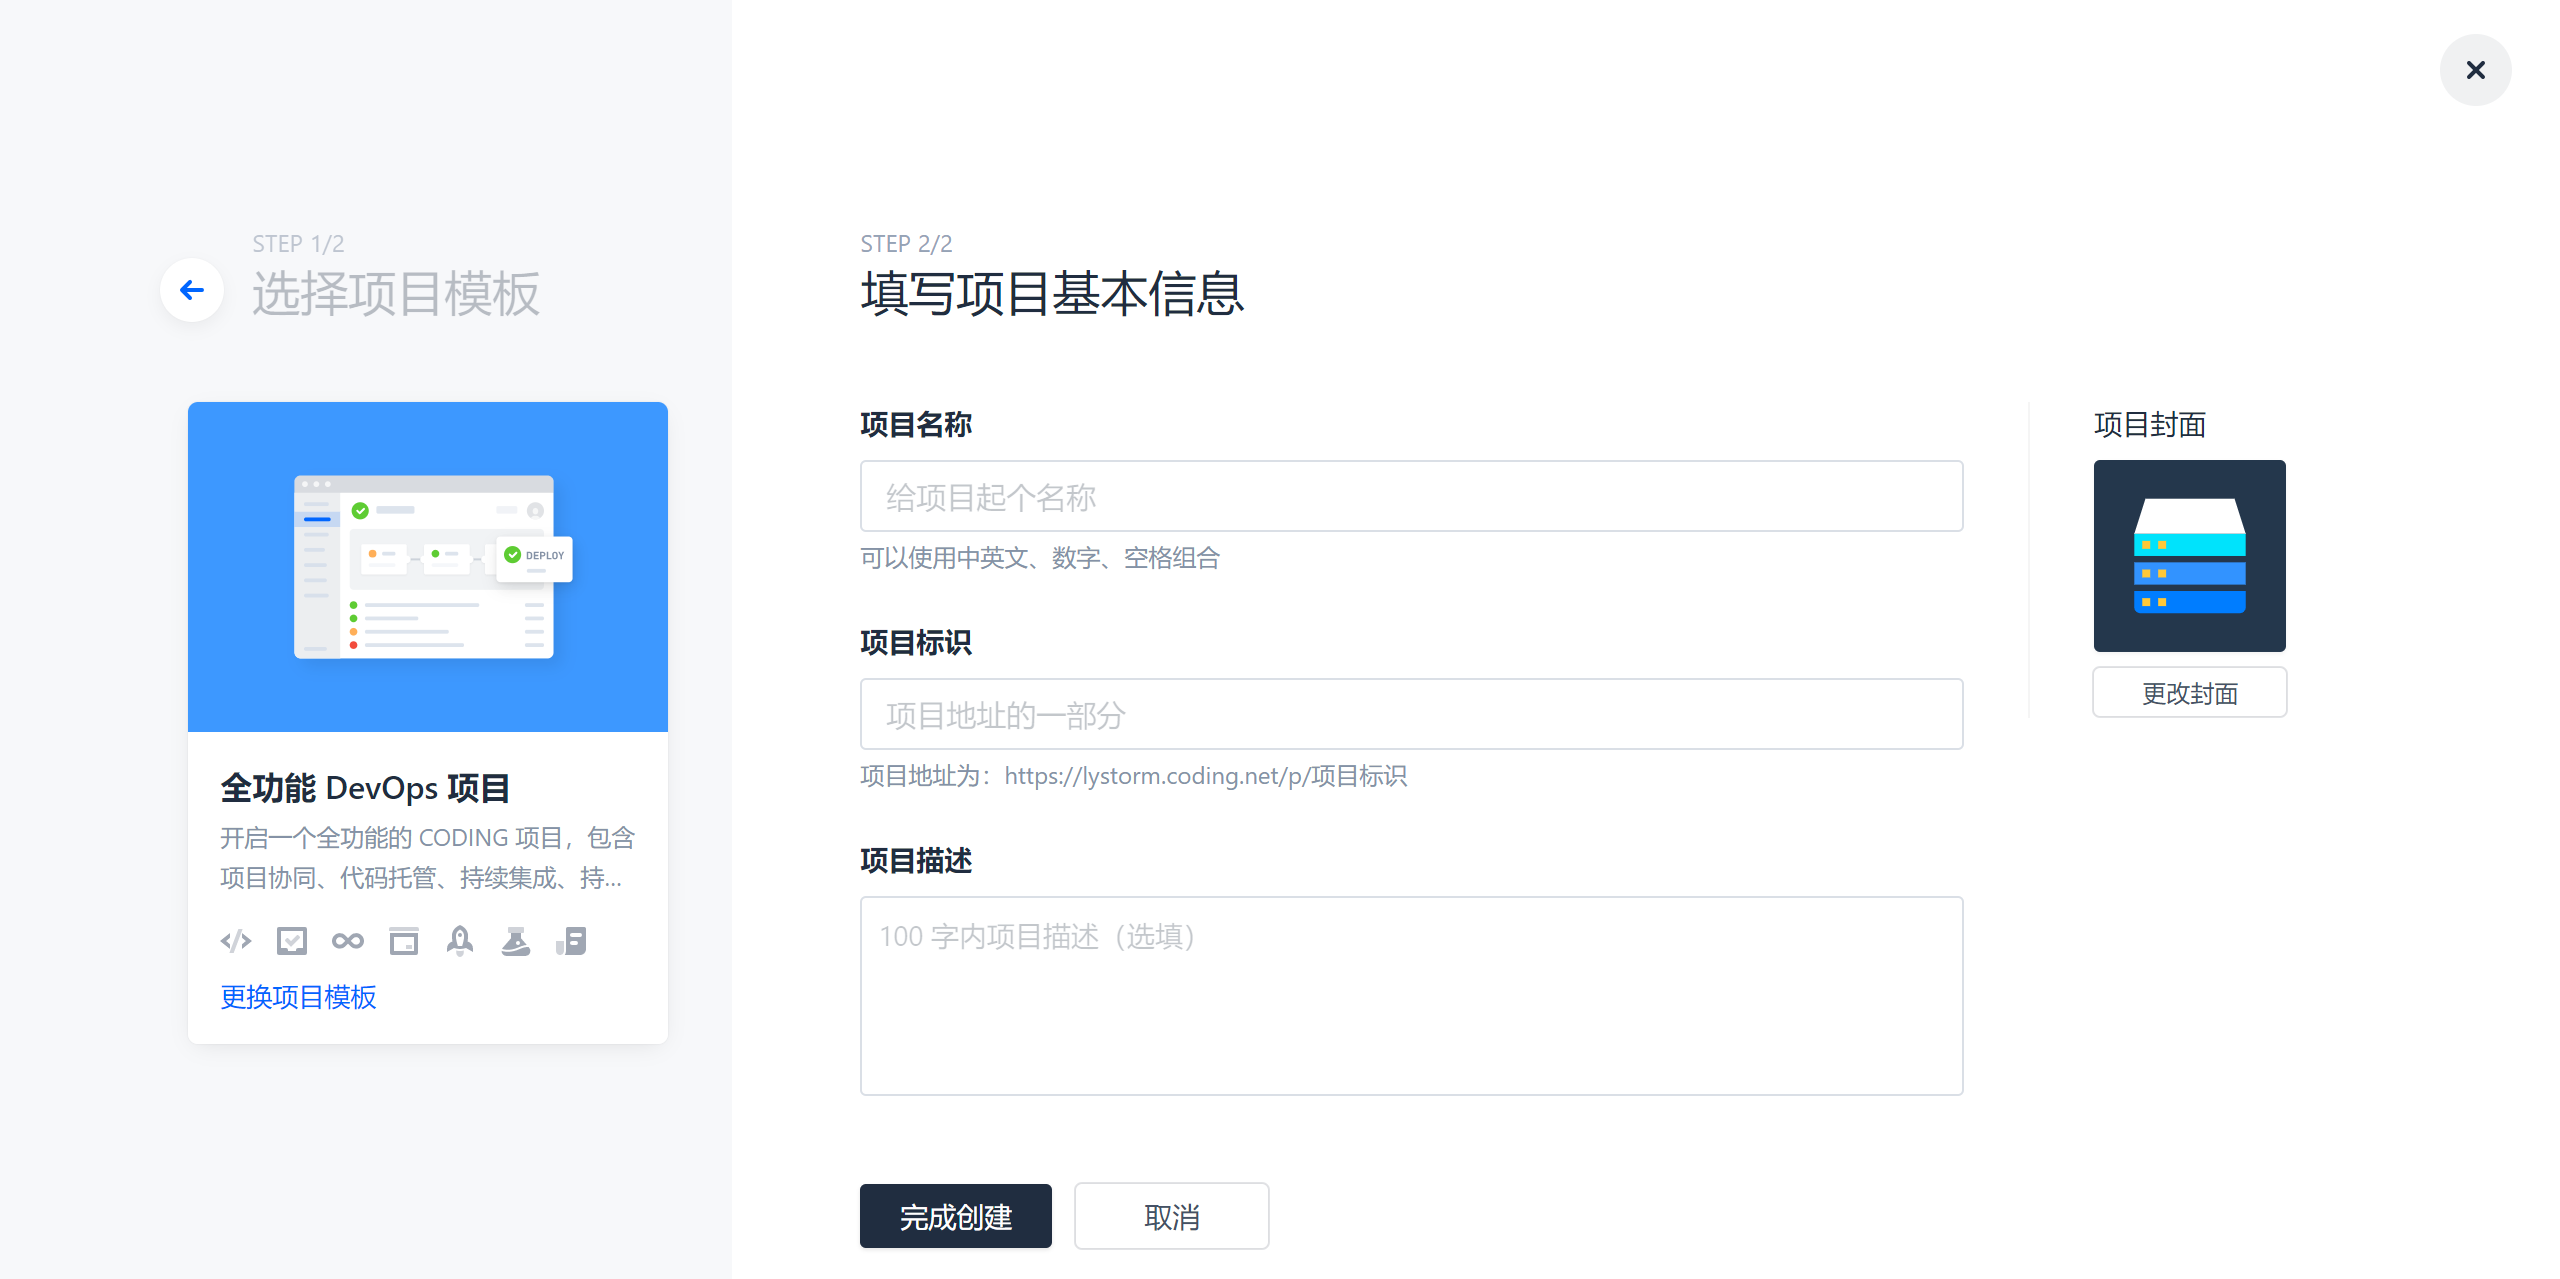 STEP 1/2
选择项目模板
DEPLOY
全功能 DevOps 项目
开启一个全功能的 CODING 项目，包含
项目协同、代码托管、持续集成、持...
更换项目模板
STEP 2/2
填写项目基本信息
项目名称
给项目起个名称
可以使用中英文、数字、空格组合
项目标识
项目地址的一部分
项目地址为：https://lystorm.coding.net/p/项目标识
项目描述
100 字内项目描述（选填）
完成创建
取消
项目封面
更改封面